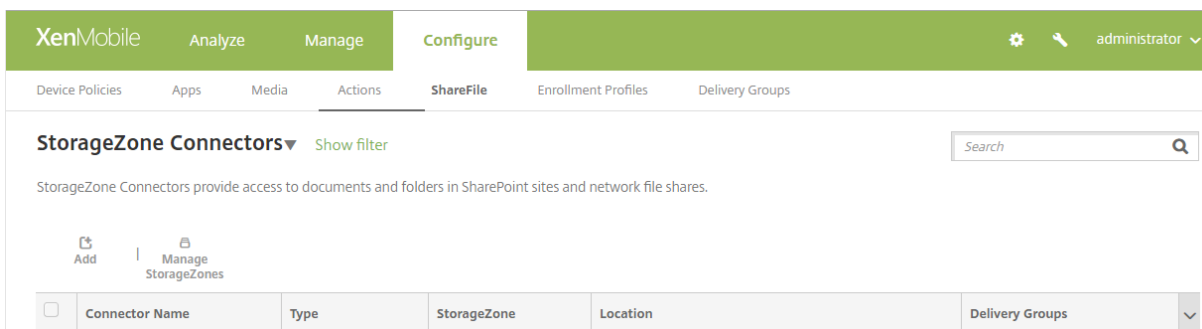 XenMobile Analyze Manage Configure administrator
Device Policies Apps Media Actions ShareFile Enrollment Profiles Delivery Groups
StorageZone Connectors Show filter Search
StorageZone Connectors provide access to documents and folders in SharePoint sites and network file shares.
Add | Manage
StorageZones
Connector Name Type StorageZone Location Delivery Groups